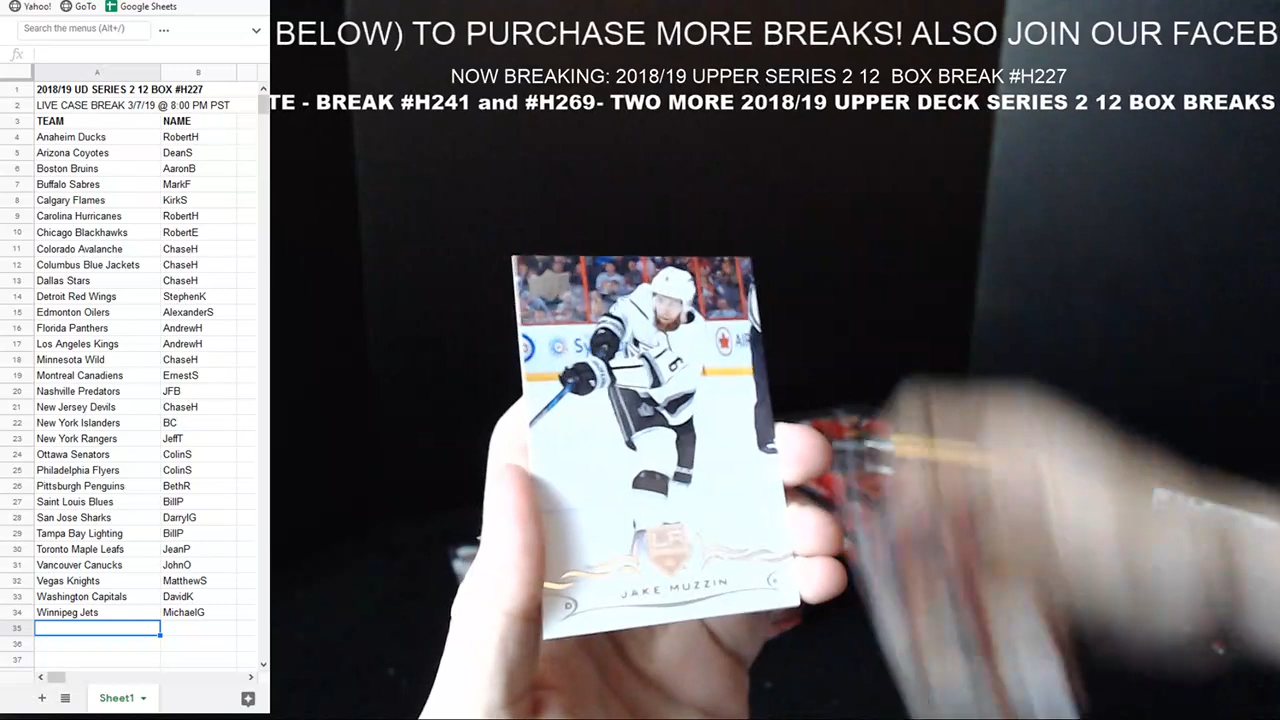 Yahoo! GoTo Google Sheets
Search the menus (Alt+/)
fx
A B
1 2018/19 UD SERIES 2 12 BOX #H227
2 LIVE CASE BREAK 3/7/19 @ 8:00 PM PST
3 TEAM NAME
4 Anaheim Ducks RobertH
5 Arizona Coyotes DeanS
6 Boston Bruins AaronB
7 Buffalo Sabres MarkF
8 Calgary Flames KirkS
9 Carolina Hurricanes RobertH
10 Chicago Blackhawks RobertE
11 Colorado Avalanche ChaseH
12 Columbus Blue Jackets ChaseH
13 Dallas Stars ChaseH
14 Detroit Red Wings StephenK
15 Edmonton Oilers AlexanderS
16 Florida Panthers AndrewH
17 Los Angeles Kings AndrewH
18 Minnesota Wild ChaseH
19 Montreal Canadiens ErnestS
20 Nashville Predators JFB
21 New Jersey Devils ChaseH
22 New York Islanders BC
23 New York Rangers JeffT
24 Ottawa Senators ColinS
25 Philadelphia Flyers ColinS
26 Pittsburgh Penguins BethR
27 Saint Louis Blues BillP
28 San Jose Sharks DarrylG
29 Tampa Bay Lighting BillP
30 Toronto Maple Leafs JeanP
31 Vancouver Canucks JohnO
32 Vegas Knights MatthewS
33 Washington Capitals DavidK
34 Winnipeg Jets MichaelG
35
36
37
Sheet1
BELOW) TO PURCHASE MORE BREAKS! ALSO JOIN OUR FACEB
NOW BREAKING: 2018/19 UPPER SERIES 2 12 BOX BREAK #H227
TE - BREAK #H241 and #H269- TWO MORE 2018/19 UPPER DECK SERIES 2 12 BOX BREAKS
6
LA
JAKE MUZZIN
D